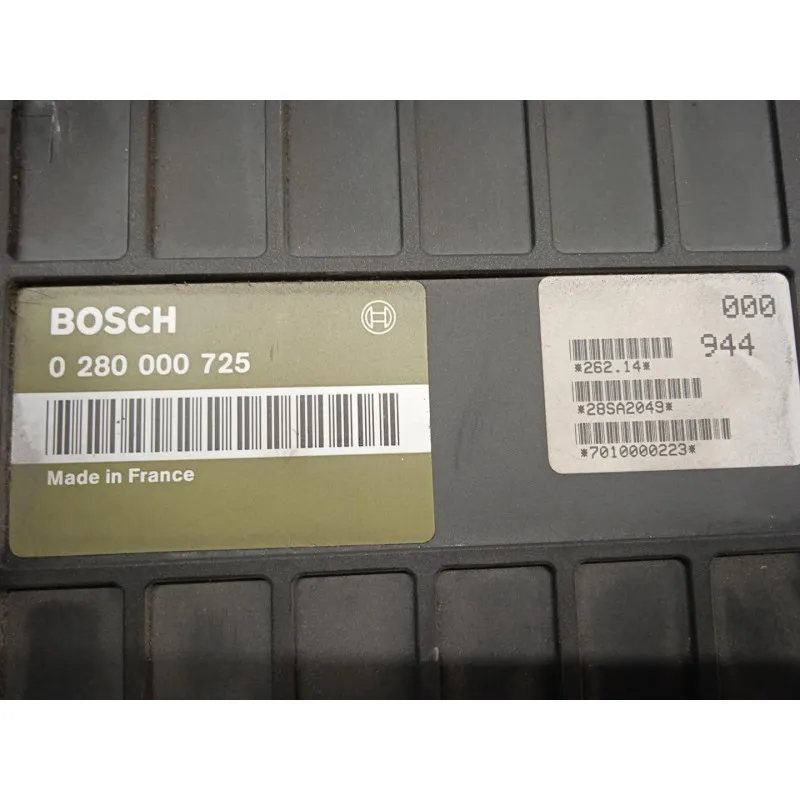 BOSCH
0 280 000 725
Made in France
000
944
*262.14*
*28SA2049*
*7010000223*